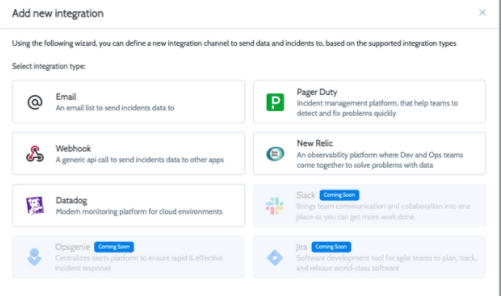 Add new integration
Using the following wizard, you can define a new integration channel to send data and incidents to, based on the supported integration types
Select integration type:
Email
An email list to send incidents data to
Pager Duty
Incident management platform, that help teams to
detect and fix problems quickly
Webhook
A generic api call to send incidents data to other apps
New Relic
An observability platform where Dev and Ops teams
come together to solve problems with data
Datadog
Modern monitoring platform for cloud environments
Slack Coming Soon
Brings team communication and collaboration into one
place so you can get more work done
Opsgenie Coming Soon
Centralizes alerts platform to ensure rapid & effective
incident response
Jira Coming Soon
Software development tool for agile teams to plan, track,
and release world-class software